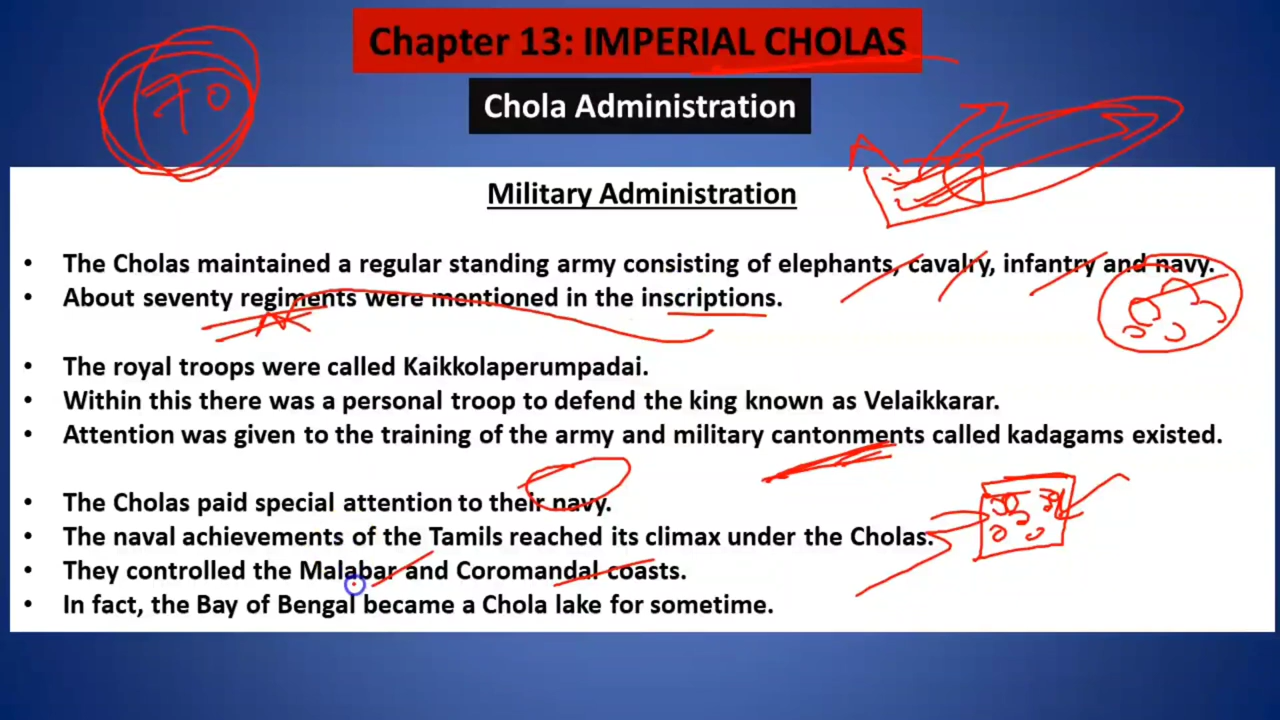 Chapter 13: IMPERIAL CHOLAS
Chola Administration
70
Military Administration
• The Cholas maintained a regular standing army consisting of elephants, cavalry, infantry and navy.
• About seventy regiments were mentioned in the inscriptions.
• The royal troops were called Kaikkolaperumpadai.
• Within this there was a personal troop to defend the king known as Velaikkarar.
• Attention was given to the training of the army and military cantonments called kadagams existed.
• The Cholas paid special attention to their navy.
• The naval achievements of the Tamils reached its climax under the Cholas.
• They controlled the Malabar and Coromandal coasts.
• In fact, the Bay of Bengal became a Chola lake for sometime.